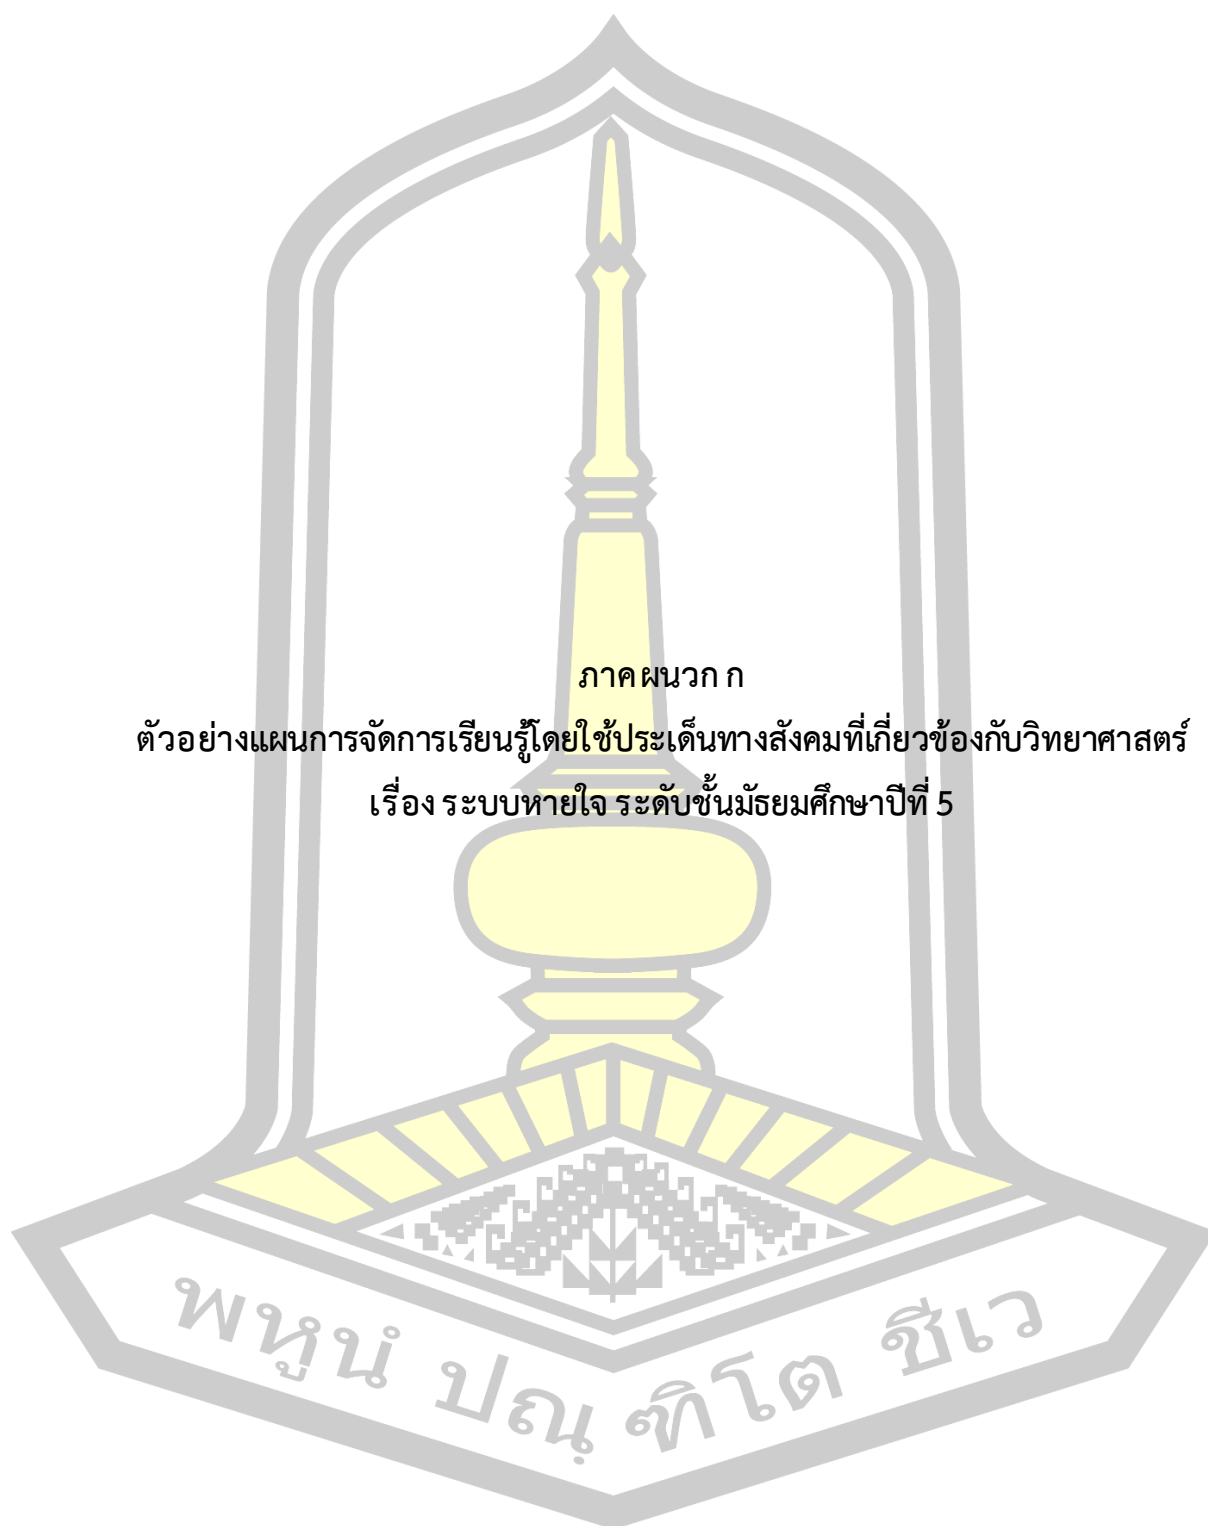 ภาคผนวก ก
ตัวอย่างแผนการจัดการเรียนรู้โดยใช้ประเด็นทางสังคมที่เกี่ยวข้องกับวิทยาศาสตร์
เรื่อง ระบบหายใจ ระดับชั้นมัธยมศึกษาปีที่ 5
พหูนํ ปณฺฑิโต ชีเว